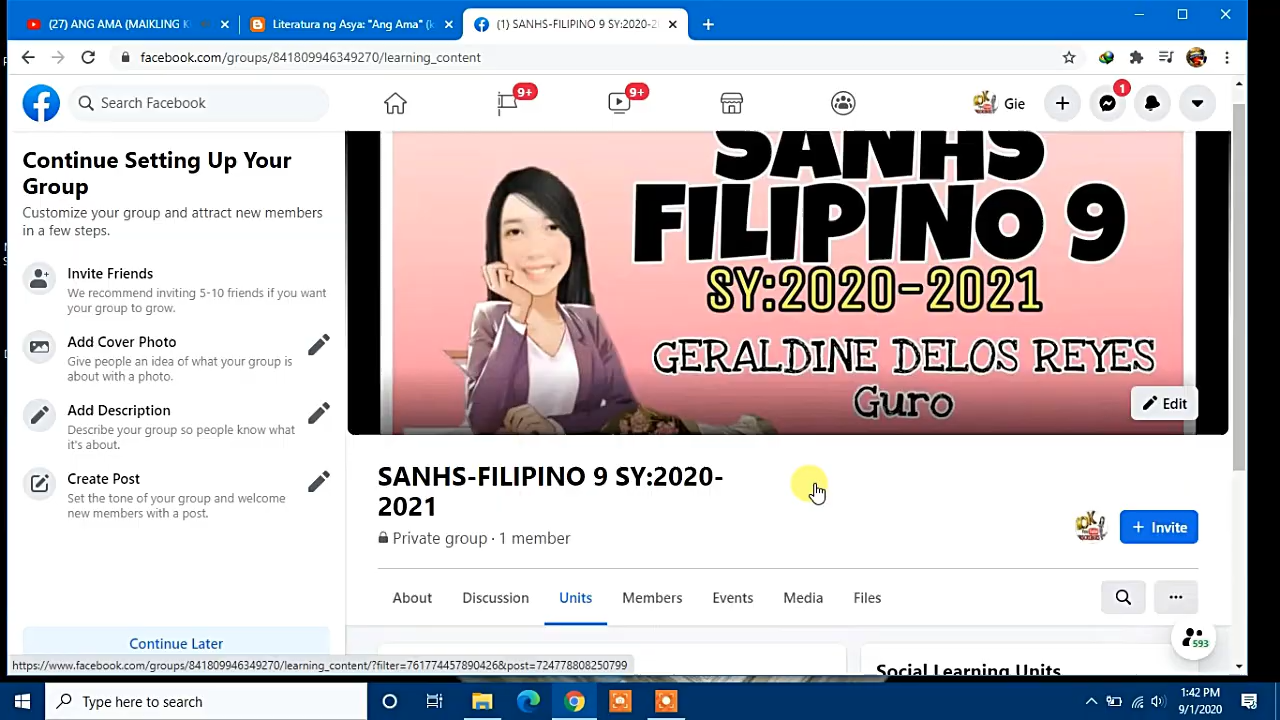 (27) ANG AMA (MAIKLING K
Literatura ng Asya: "Ang Ama" (k
(1) SANHS-FILIPINO 9 SY:2020-2
facebook.com/groups/841809946349270/learning_content
Search Facebook
9+
9+
Gie
1
Continue Setting Up Your
Group
Customize your group and attract new members
in a few steps.
Invite Friends
We recommend inviting 5-10 friends if you want
your group to grow.
Add Cover Photo
Give people an idea of what your group is
about with a photo.
Add Description
Describe your group so people know what
it's about.
Create Post
Set the tone of your group and welcome
new members with a post.
Continue Later
SANHS
FILIPINO 9
SY:2020-2021
GERALDINE DELOS REYES
Guro
Edit
SANHS-FILIPINO 9 SY:2020-
2021
Private group · 1 member
+ Invite
About Discussion Units Members Events Media Files
593
Social Learning Units
https://www.facebook.com/groups/841809946349270/learning_content/?filter=761774457890426&post=724778808250799
Type here to search
1:42 PM
9/1/2020